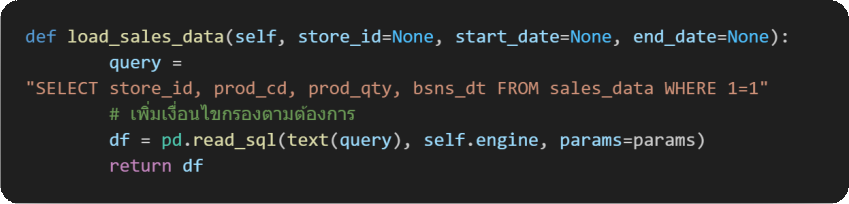 def load_sales_data(self, store_id=None, start_date=None, end_date=None):
query =
"SELECT store_id, prod_cd, prod_qty, bsns_dt FROM sales_data WHERE 1=1"
# เพิ่มเงื่อนไขกรองตามต้องการ
df = pd.read_sql(text(query), self.engine, params=params)
return df